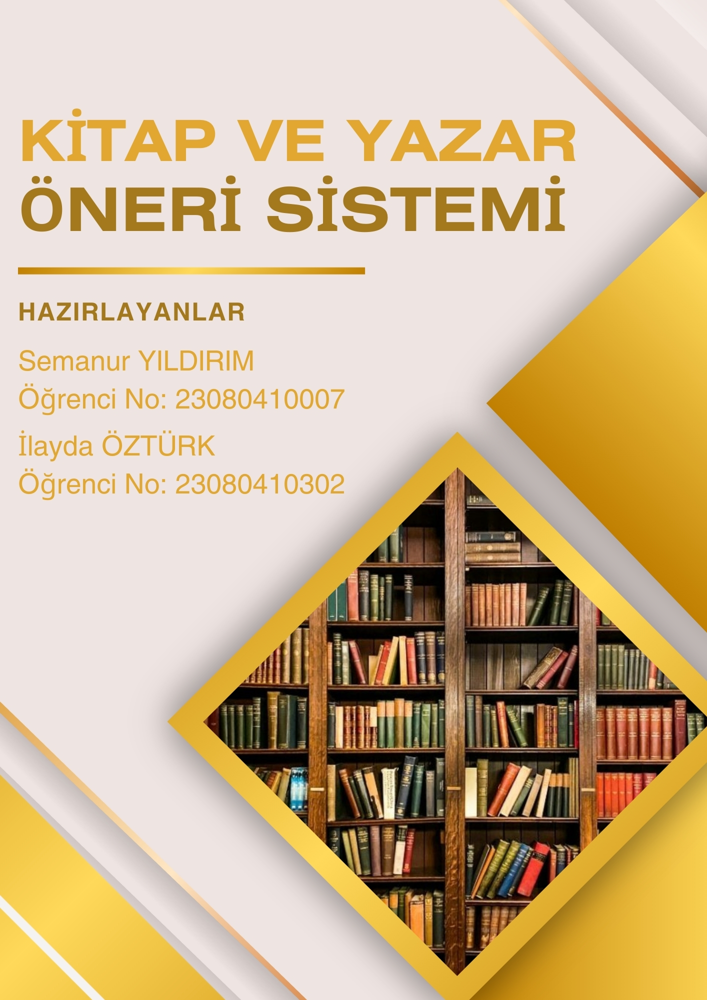 KİTAP VE YAZAR
ÖNERİ SİSTEMİ
HAZIRLAYANLAR
Semanur YILDIRIM
Öğrenci No: 23080410007
İlayda ÖZTÜRK
Öğrenci No: 23080410302